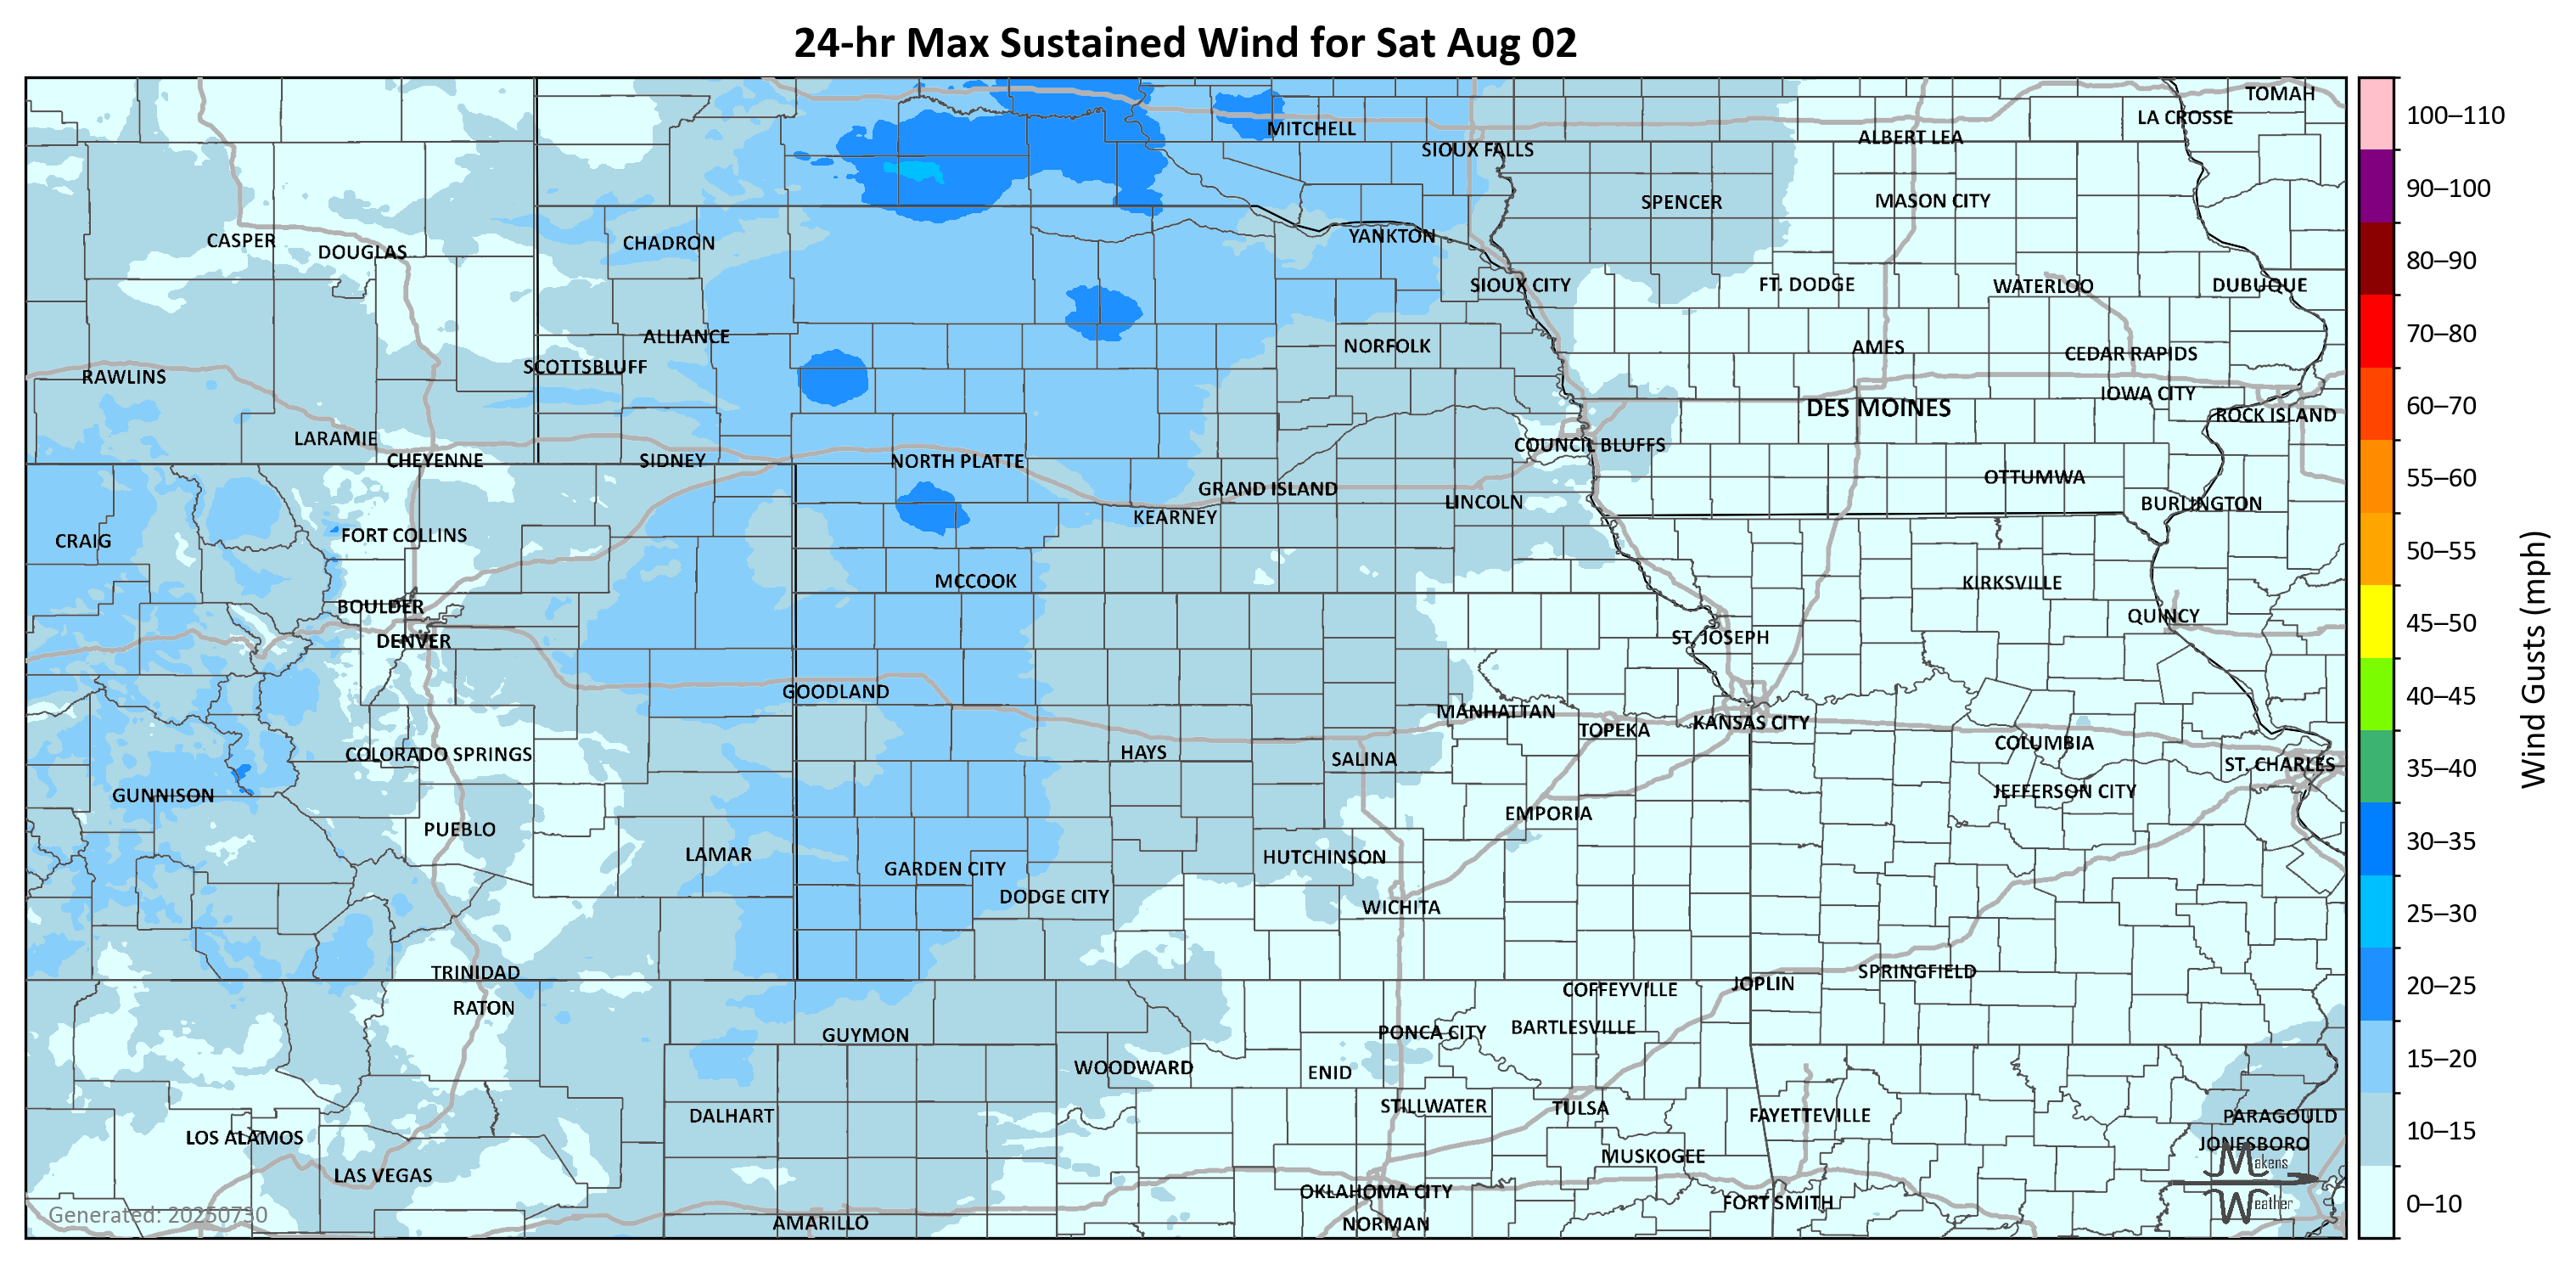 24-hr Max Sustained Wind for Sat Aug 02
TOMAH
LA CROSSE
MITCHELL
ALBERT LEA
SIOUX FALLS
SPENCER
MASON CITY
CASPER
DOUGLAS
CHADRON
YANKTON
SIOUX CITY
FT. DODGE
WATERLOO
DUBUQUE
ALLIANCE
NORFOLK
AMES
CEDAR RAPIDS
SCOTTSBLUFF
RAWLINS
IOWA CITY
DES MOINES
ROCK ISLAND
LARAMIE
COUNCIL BLUFFS
CHEYENNE
SIDNEY
NORTH PLATTE
OTTUMWA
GRAND ISLAND
LINCOLN
BURLINGTON
KEARNEY
CRAIG
FORT COLLINS
MCCOOK
KIRKSVILLE
BOULDER
QUINCY
DENVER
ST. JOSEPH
GOODLAND
MANHATTAN
TOPEKA
KANSAS CITY
COLORADO SPRINGS
HAYS
SALINA
COLUMBIA
ST. CHARLES
GUNNISON
JEFFERSON CITY
PUEBLO
EMPORIA
LAMAR
GARDEN CITY
HUTCHINSON
DODGE CITY
WICHITA
TRINIDAD
SPRINGFIELD
JOPLIN
COFFEYVILLE
RATON
GUYMON
PONCA CITY
BARTLESVILLE
WOODWARD
ENID
DALHART
STILLWATER
TULSA
FAYETTEVILLE
PARAGOULD
LOS ALAMOS
JONESBORO
LAS VEGAS
MUSKOGEE
OKLAHOMA CITY
FORT SMITH
AMARILLO
NORMAN
Generated: 20250730
Makens
Weather
100–110
90–100
80–90
70–80
60–70
55–60
50–55
45–50
40–45
35–40
30–35
25–30
20–25
15–20
10–15
0–10
Wind Gusts (mph)